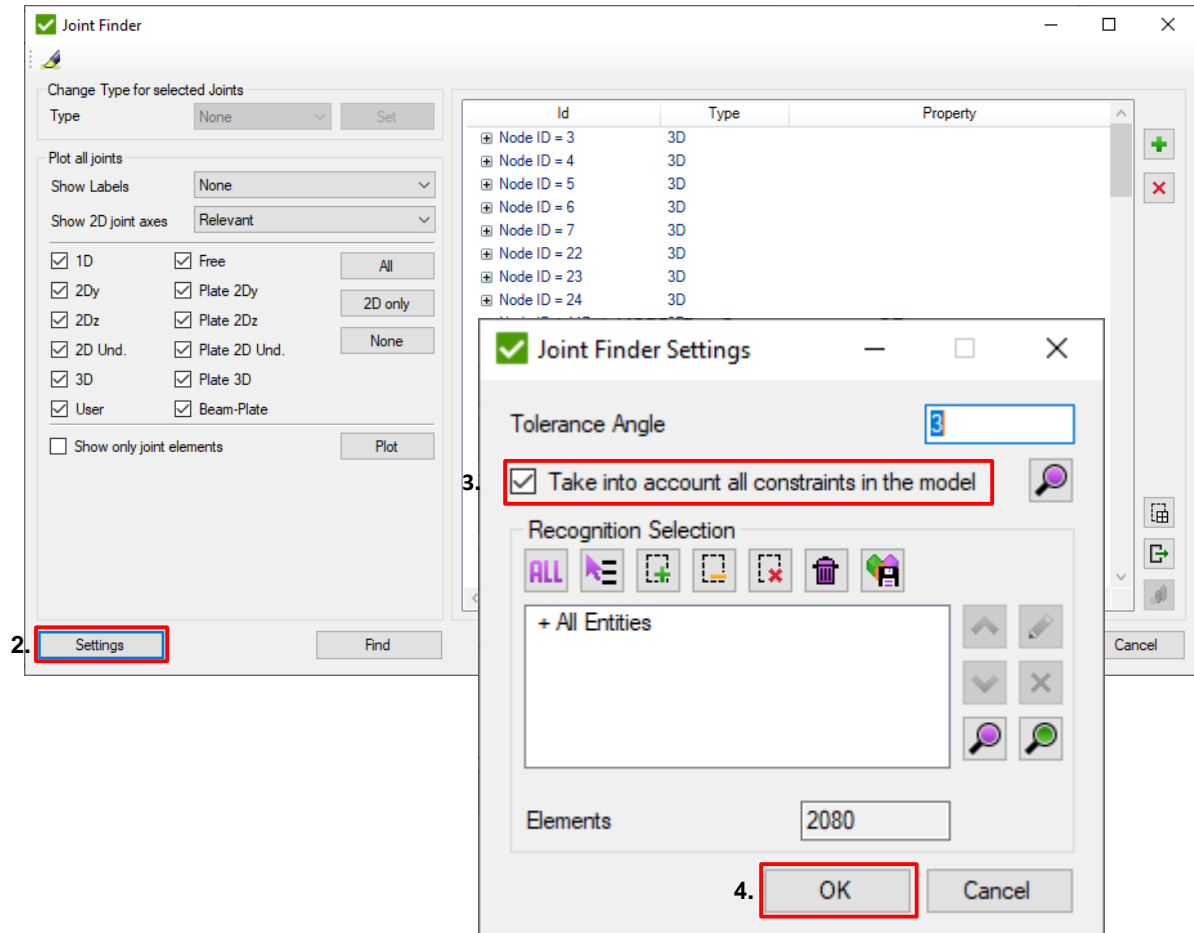 Joint Finder
Change Type for selected Joints
Type None Set
Plot all joints
Show Labels None
Show 2D joint axes Relevant
1D Free All
2Dy Plate 2Dy
2D only
2Dz Plate 2Dz
2D Und. Plate 2D Und. None
3D Plate 3D
User Beam-Plate
Show only joint elements Plot
2. Settings Find
Id Type Property
Node ID = 3 3D
Node ID = 4 3D
Node ID = 5 3D
Node ID = 6 3D
Node ID = 7 3D
Node ID = 22 3D
Node ID = 23 3D
Node ID = 24 3D
Cancel
Joint Finder Settings
Tolerance Angle 3
3. Take into account all constraints in the model
Recognition Selection
ALL
+ All Entities
Elements 2080
4. OK Cancel